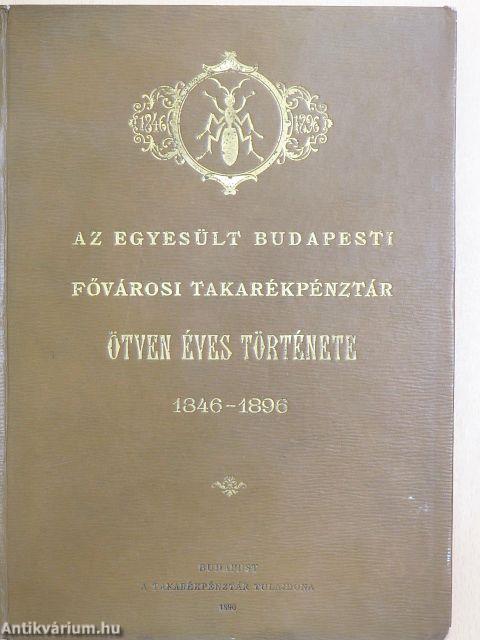 1846 1896
AZ EGYESÜLT BUDAPESTI
FŐVÁROSI TAKARÉKPÉNZTÁR
ÖTVEN ÉVES TÖRTÉNETE
1846-1896
BUDAPEST
A TAKARÉKPÉNZTÁR TULAJDONA
1896
Antikvárium.hu